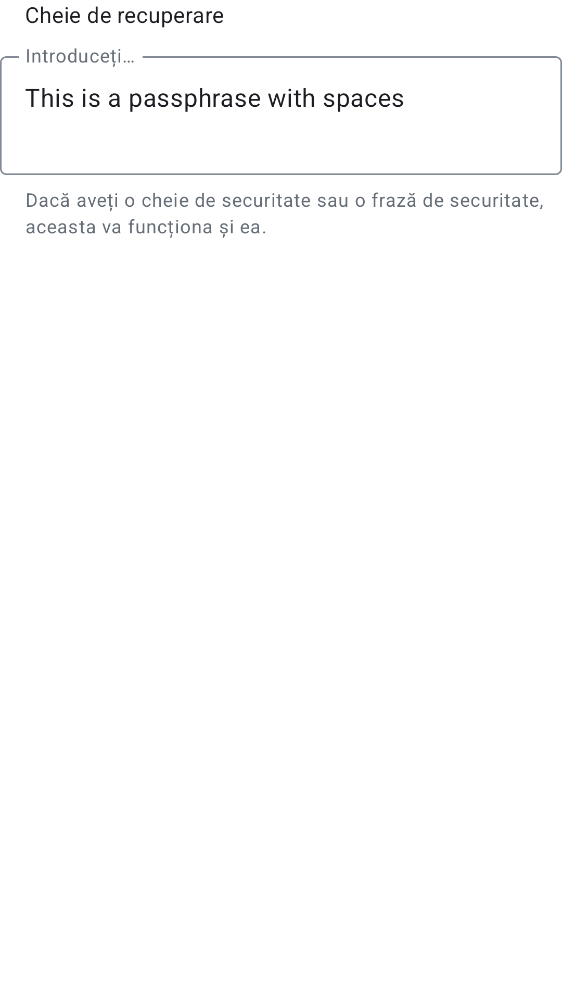 Cheie de recuperare
Introduceți…
This is a passphrase with spaces
Dacă aveți o cheie de securitate sau o frază de securitate,
aceasta va funcționa și ea.